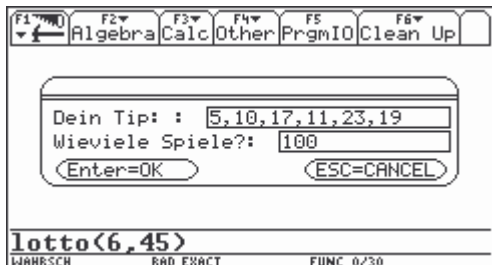 F1 F2 F3 F4 F5 F6
Algebra Calc Other PrgmIO Clean Up
Dein Tip: : 5,10,17,11,23,19
Wieviele Spiele?: 100
Enter=OK ESC=CANCEL
lotto(6,45)
WAHRSCH RAD EXACT FUNC 0/30